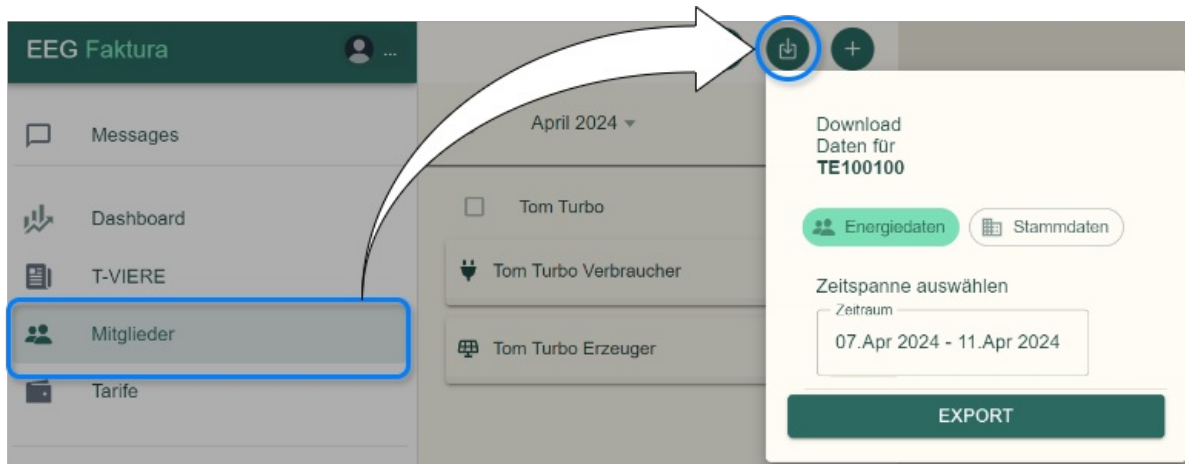 EEG Faktura
...
Messages
Dashboard
T-VIERE
Mitglieder
Tarife
April 2024
Tom Turbo
Tom Turbo Verbraucher
Tom Turbo Erzeuger
Download
Daten für
TE100100
Energiedaten
Stammdaten
Zeitspanne auswählen
Zeitraum
07.Apr 2024 - 11.Apr 2024
EXPORT